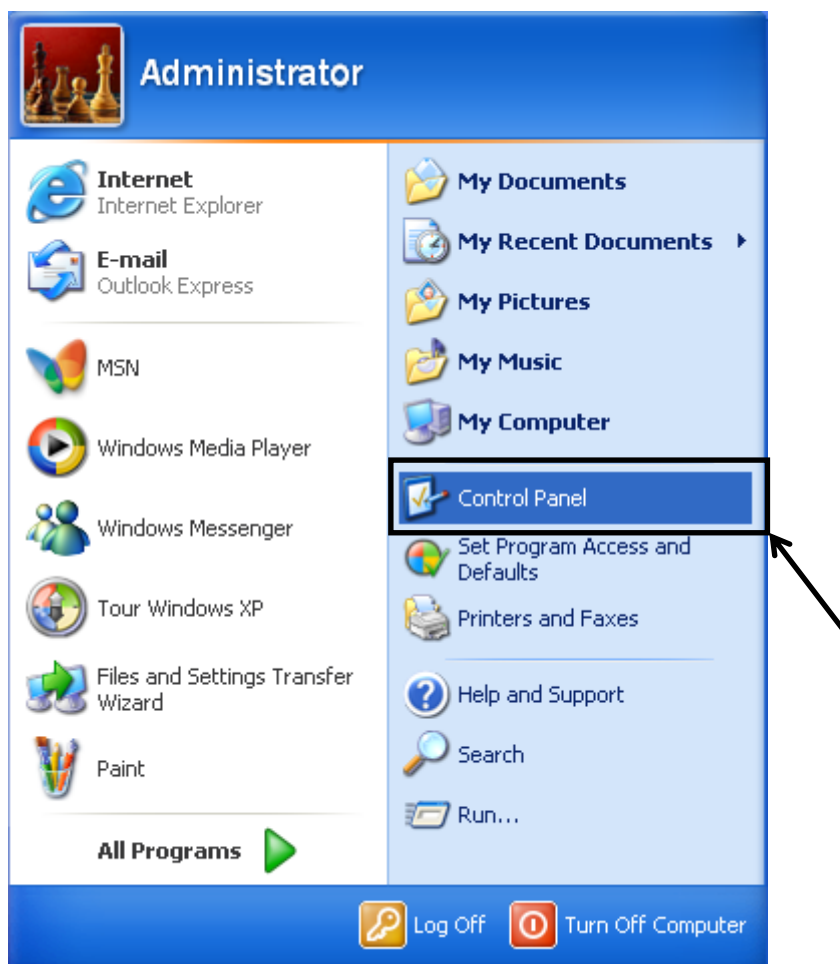 Administrator
Internet
Internet Explorer
E-mail
Outlook Express
MSN
Windows Media Player
Windows Messenger
Tour Windows XP
Files and Settings Transfer
Wizard
Paint
All Programs
My Documents
My Recent Documents
My Pictures
My Music
My Computer
Control Panel
Set Program Access and
Defaults
Printers and Faxes
Help and Support
Search
Run...
Log Off
Turn Off Computer